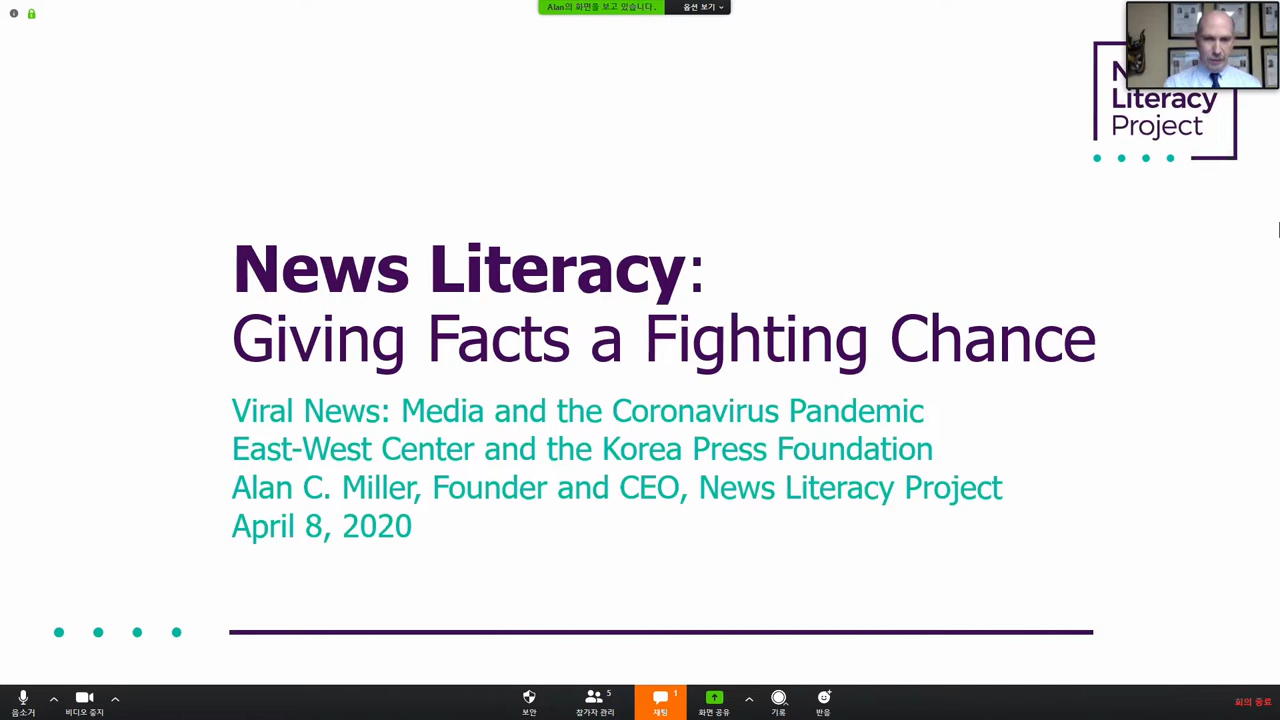 Alan의 화면을 보고 있습니다.
옵션 보기
Literacy
Project
News Literacy:
Giving Facts a Fighting Chance
Viral News: Media and the Coronavirus Pandemic
East-West Center and the Korea Press Foundation
Alan C. Miller, Founder and CEO, News Literacy Project
April 8, 2020
음소거
비디오 중지
보안
5
참가자 관리
1
채팅
화면 공유
기록
반응
회의 종료